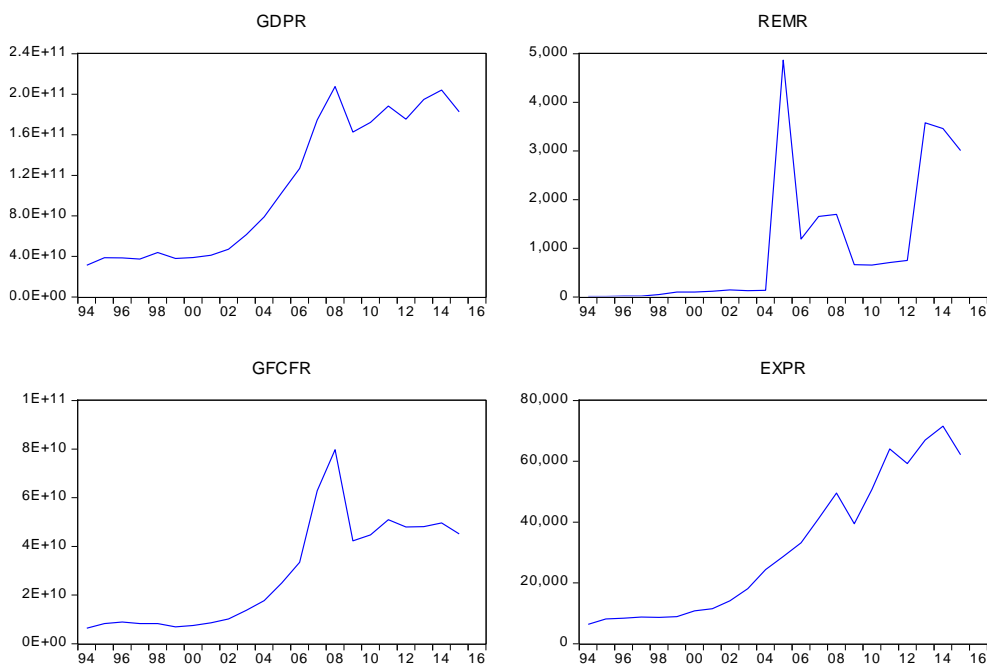 GDPR
2.4E+11
2.0E+11
1.6E+11
1.2E+11
8.0E+10
4.0E+10
0.0E+00
94 96 98 00 02 04 06 08 10 12 14 16
REMR
5,000
4,000
3,000
2,000
1,000
0
94 96 98 00 02 04 06 08 10 12 14 16
GFCFR
1E+11
8E+10
6E+10
4E+10
2E+10
0E+00
94 96 98 00 02 04 06 08 10 12 14 16
EXPR
80,000
60,000
40,000
20,000
0
94 96 98 00 02 04 06 08 10 12 14 16